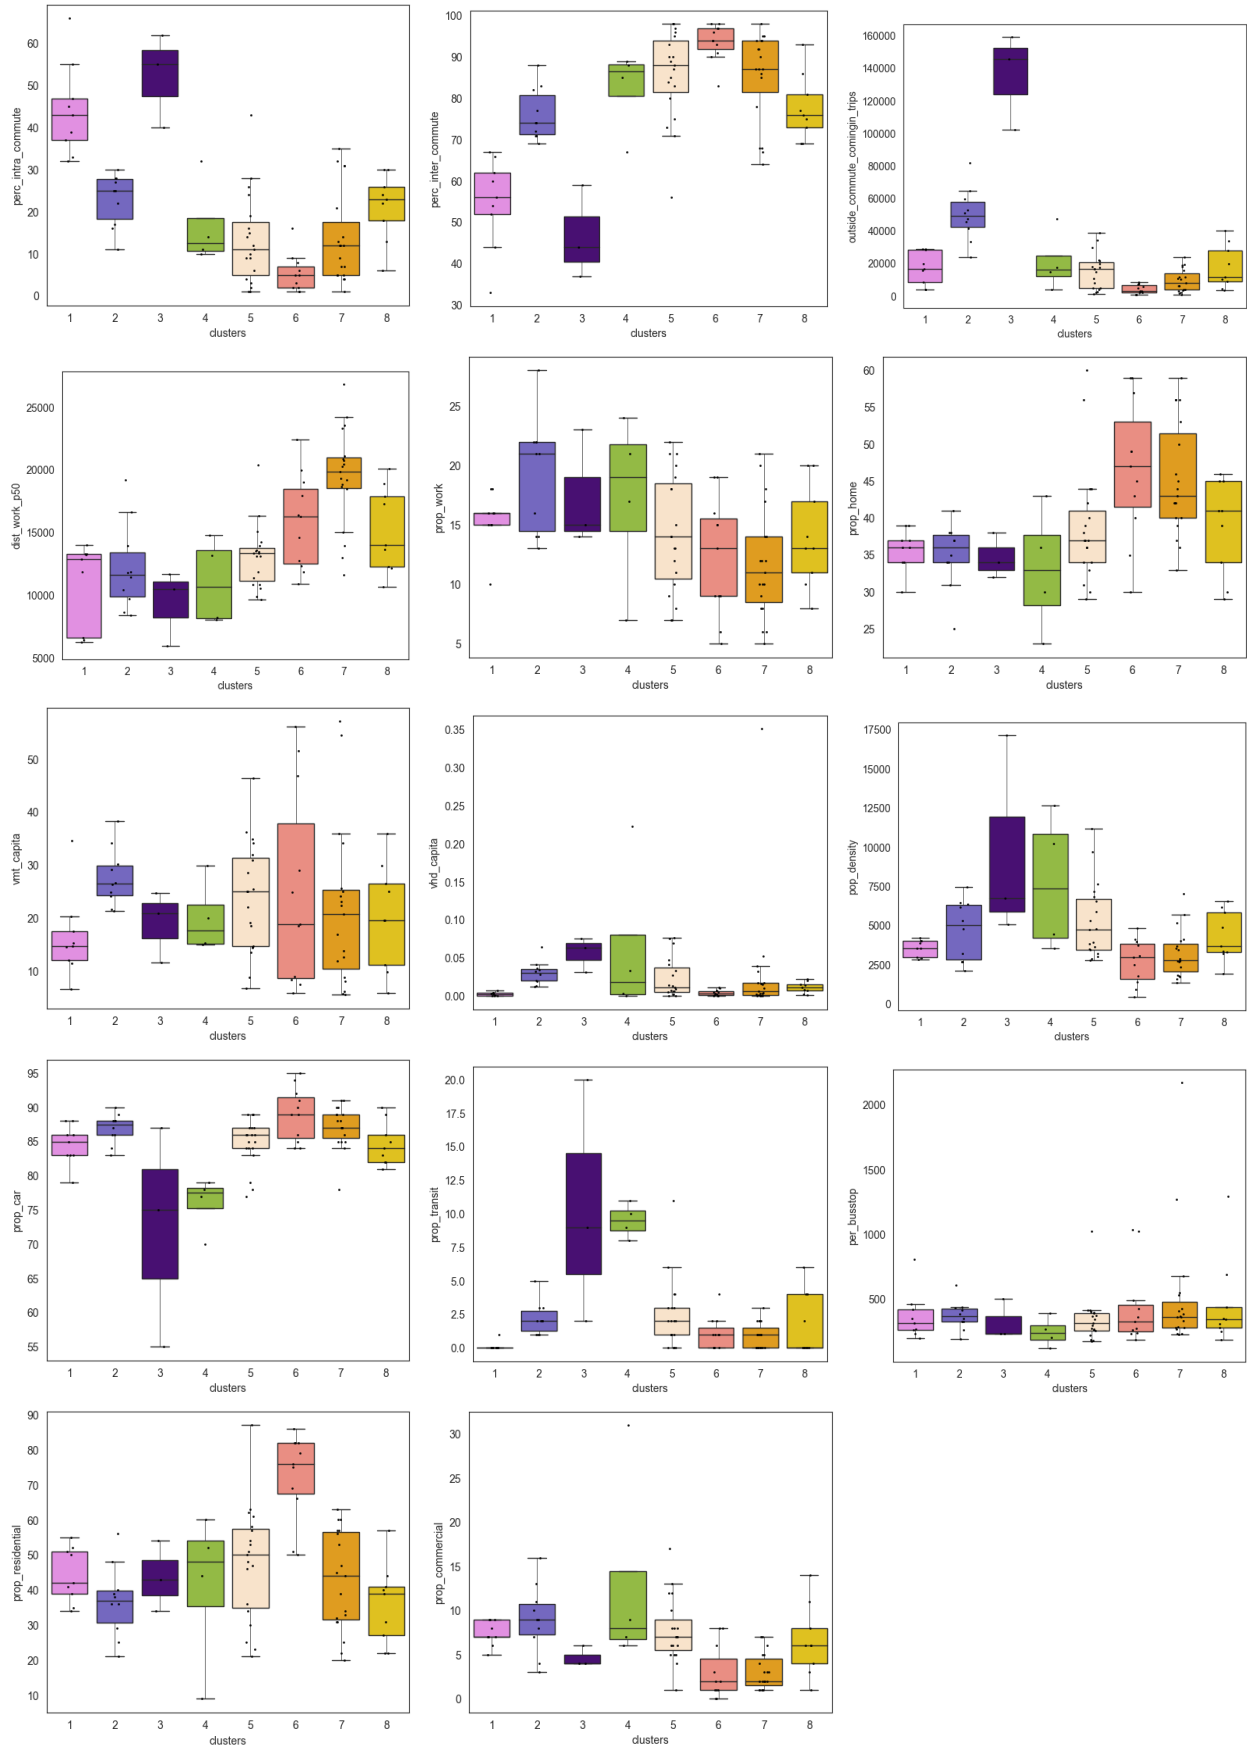 perc_intra_commute
60
50
40
30
20
10
0
1 2 3 4 5 6 7 8
clusters
perc_inter_commute
100
90
80
70
60
50
40
30
1 2 3 4 5 6 7 8
clusters
outside_commute_comingin_trips
160000
140000
120000
100000
80000
60000
40000
20000
0
1 2 3 4 5 6 7 8
clusters
dist_work_p50
25000
20000
15000
10000
5000
1 2 3 4 5 6 7 8
clusters
prop_work
25
20
15
10
5
1 2 3 4 5 6 7 8
clusters
prop_home
60
55
50
45
40
35
30
25
1 2 3 4 5 6 7 8
clusters
vmt_capita
50
40
30
20
10
1 2 3 4 5 6 7 8
clusters
vhd_capita
0.35
0.30
0.25
0.20
0.15
0.10
0.05
0.00
1 2 3 4 5 6 7 8
clusters
pop_density
17500
15000
12500
10000
7500
5000
2500
0
1 2 3 4 5 6 7 8
clusters
prop_car
95
90
85
80
75
70
65
60
55
1 2 3 4 5 6 7 8
clusters
prop_transit
20.0
17.5
15.0
12.5
10.0
7.5
5.0
2.5
0.0
1 2 3 4 5 6 7 8
clusters
per_busstop
2000
1500
1000
500
1 2 3 4 5 6 7 8
clusters
prop_residential
90
80
70
60
50
40
30
20
10
1 2 3 4 5 6 7 8
clusters
prop_commercial
30
25
20
15
10
5
0
1 2 3 4 5 6 7 8
clusters